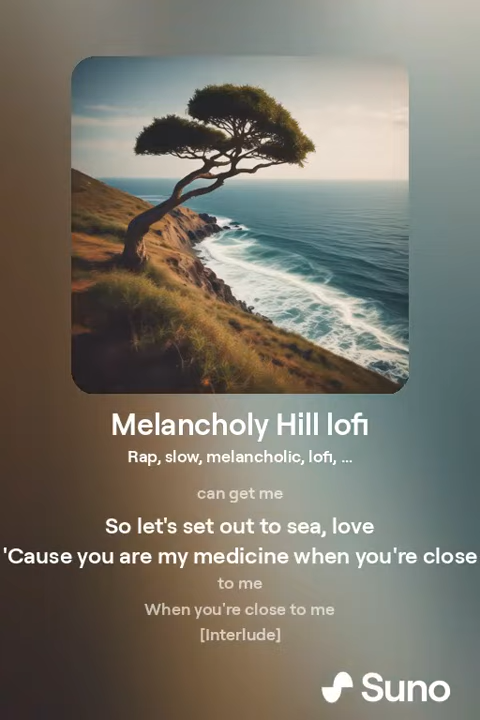 Melancholy Hill lofi
Rap, slow, melancholic, lofi, ...
can get me
So let's set out to sea, love
'Cause you are my medicine when you're close
to me
When you're close to me
[Interlude]
Suno